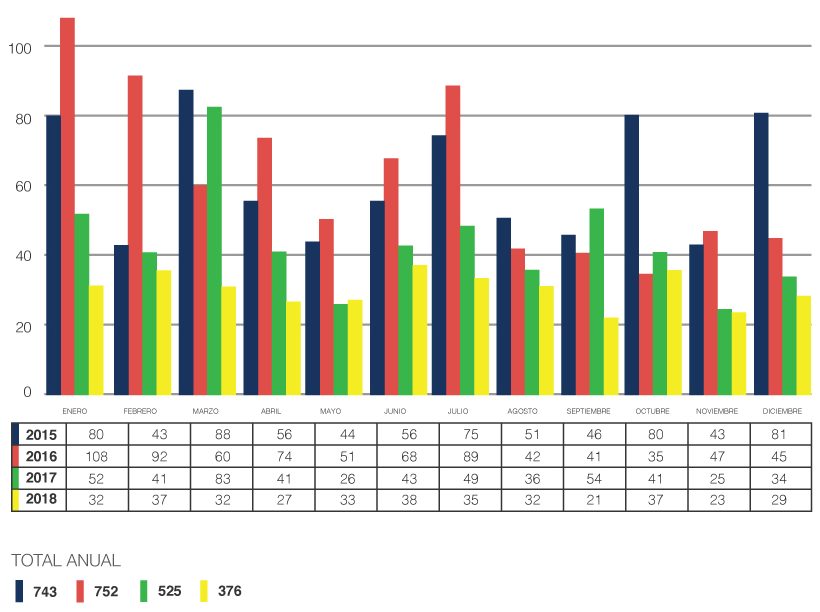 100
80
60
40
20
0
ENERO FEBRERO MARZO ABRIL MAYO JUNIO JULIO AGOSTO SEPTIEMBRE OCTUBRE NOVIEMBRE DICIEMBRE
2015 80 43 88 56 44 56 75 51 46 80 43 81
2016 108 92 60 74 51 68 89 42 41 35 47 45
2017 52 41 83 41 26 43 49 36 54 41 25 34
2018 32 37 32 27 33 38 35 32 21 37 23 29
TOTAL ANUAL
743 752 525 376